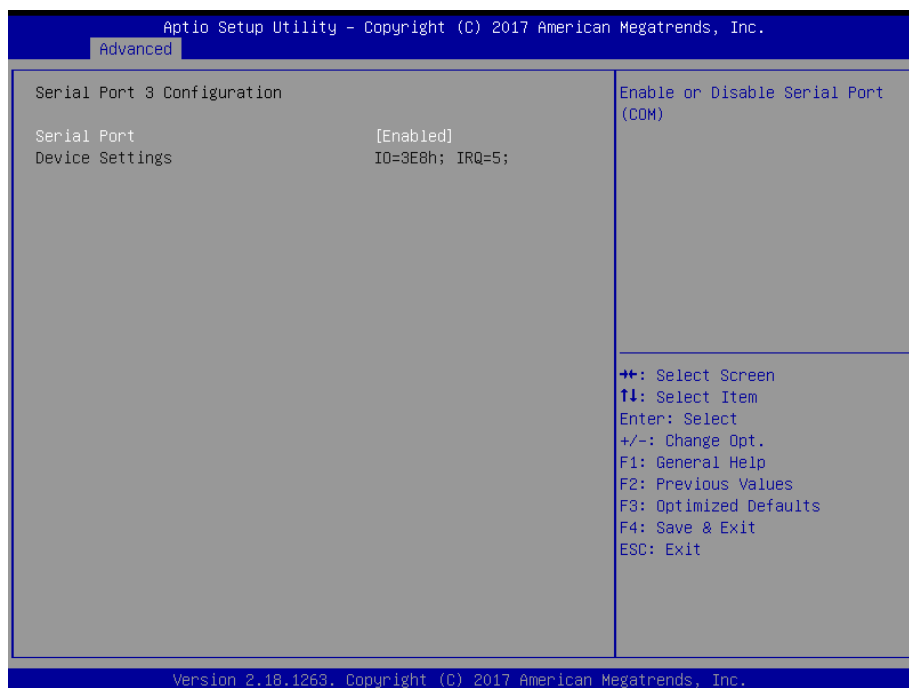 Aptio Setup Utility – Copyright (C) 2017 American Megatrends, Inc.
Advanced
Serial Port 3 Configuration
Serial Port [Enabled]
Device Settings IO=3E8h; IRQ=5;
Enable or Disable Serial Port
(COM)
→←: Select Screen
↑↓: Select Item
Enter: Select
+/-: Change Opt.
F1: General Help
F2: Previous Values
F3: Optimized Defaults
F4: Save & Exit
ESC: Exit
Version 2.18.1263. Copyright (C) 2017 American Megatrends, Inc.